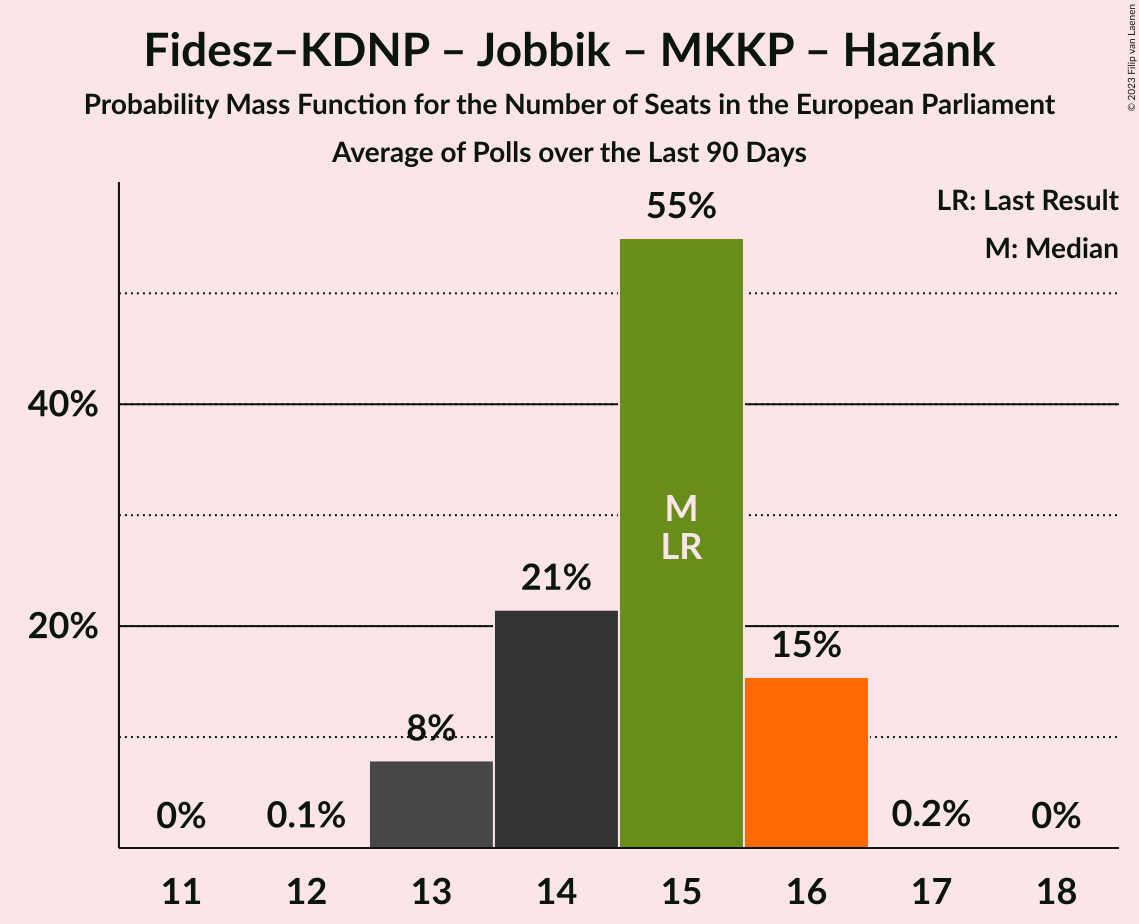 Fidesz–KDNP – Jobbik – MKKP – Hazánk
Probability Mass Function for the Number of Seats in the European Parliament
Average of Polls over the Last 90 Days
© 2023 Filip van Laenen
LR: Last Result
M: Median
55%
40%
M
LR
21%
20%
15%
8%
0%
0.1%
0.2%
0%
11 12 13 14 15 16 17 18